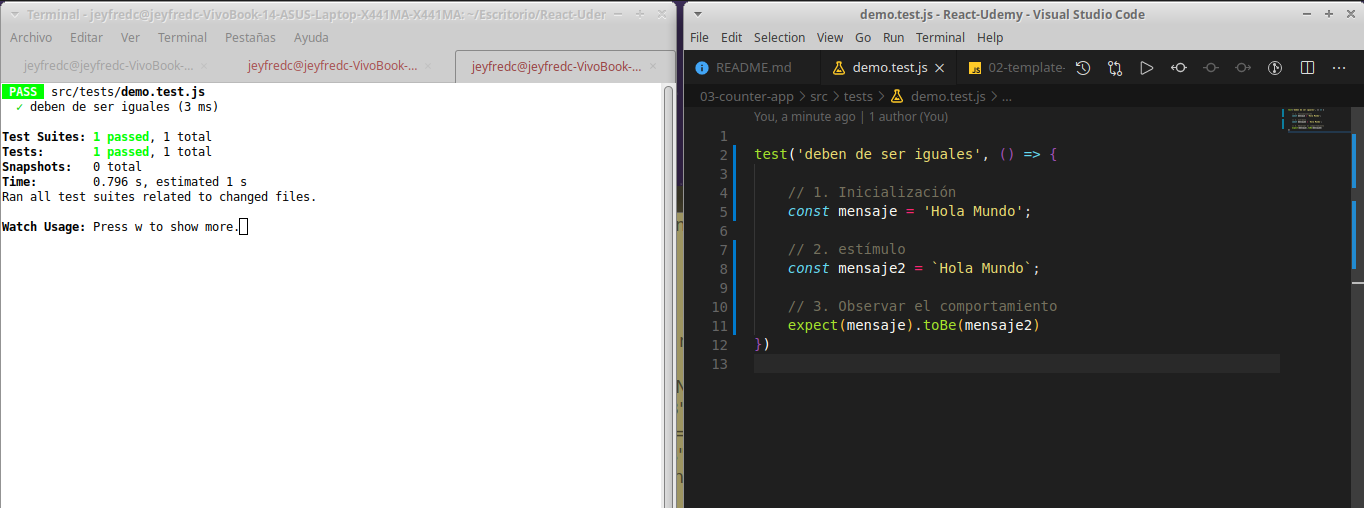 Terminal - jeyfredc@jeyfredc-VivoBook-14-ASUS-Laptop-X441MA-X441MA: ~/Escritorio/React-Uder
Archivo Editar Ver Terminal Pestañas Ayuda
jeyfredc@jeyfredc-VivoBook-... × jeyfredc@jeyfredc-VivoBook-... × jeyfredc@jeyfredc-VivoBook-... ×
PASS src/tests/demo.test.js
✓ deben de ser iguales (3 ms)
Test Suites: 1 passed, 1 total
Tests: 1 passed, 1 total
Snapshots: 0 total
Time: 0.796 s, estimated 1 s
Ran all test suites related to changed files.
Watch Usage: Press w to show more.
demo.test.js - React-Udemy - Visual Studio Code
File Edit Selection View Go Run Terminal Help
README.md demo.test.js × JS 02-template- ...
03-counter-app > src > tests > demo.test.js > ...
You, a minute ago | 1 author (You)
1
2 test('deben de ser iguales', () => {
3
4 // 1. Inicialización
5 const mensaje = 'Hola Mundo';
6
7 // 2. estímulo
8 const mensaje2 = `Hola Mundo`;
9
10 // 3. Observar el comportamiento
11 expect(mensaje).toBe(mensaje2)
12 })
13